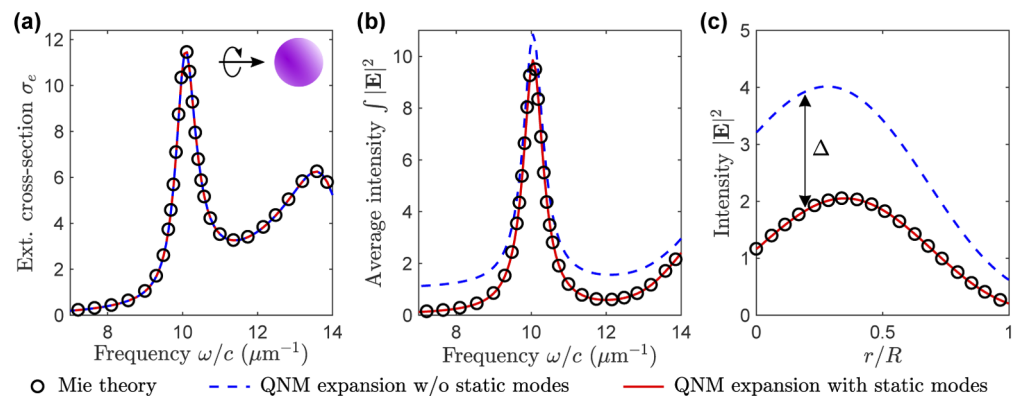 (a)
12
10
8
6
4
2
0
Ext. cross-section σₑ
8 10 12 14
Frequency ω/c (μm⁻¹)
(b)
10
8
6
4
2
0
Average intensity ∫ |E|²
8 10 12 14
Frequency ω/c (μm⁻¹)
(c)
5
4
3
2
1
0
Intensity |E|²
Δ
0 0.5 1
r/R
Mie theory
QNM expansion w/o static modes
QNM expansion with static modes